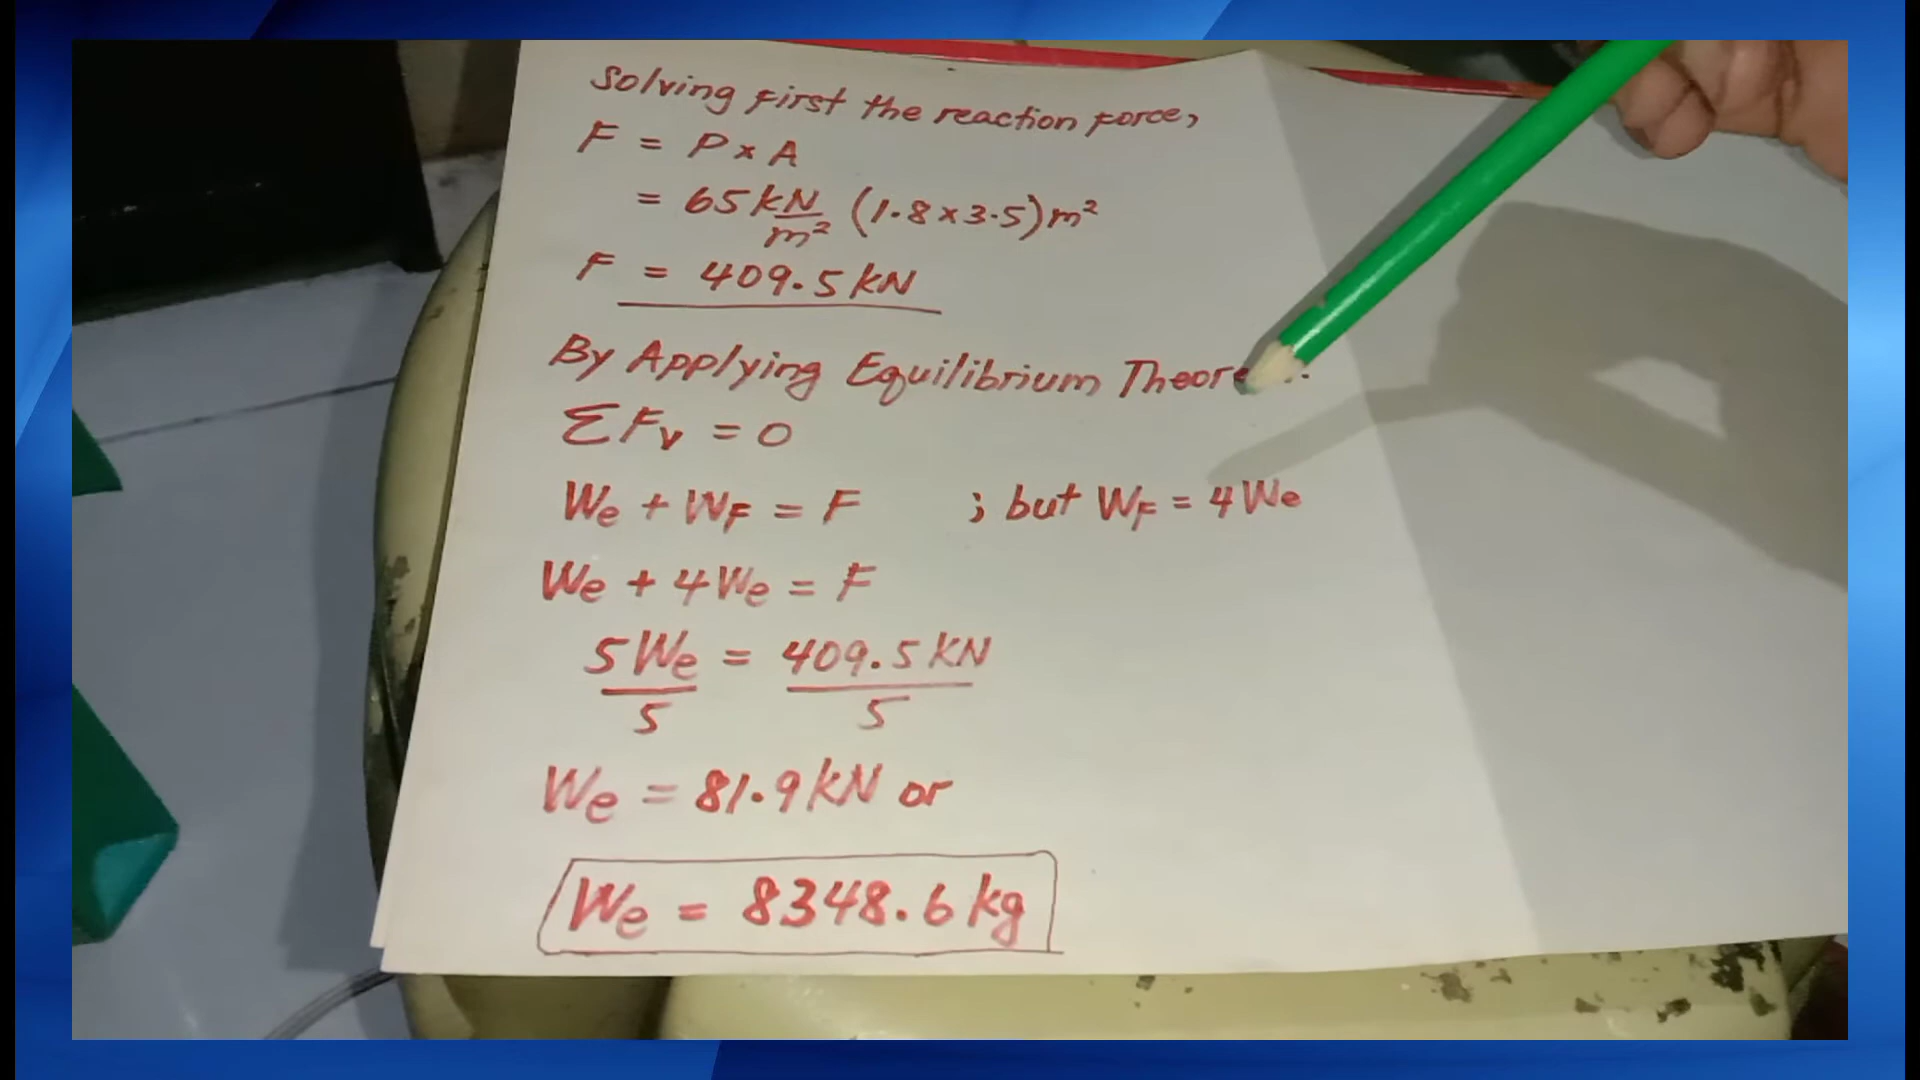 Solving first the reaction force,
F = P x A
= 65 kN/m² (1.8 x 3.5) m²
F = 409.5 kN
By Applying Equilibrium
ΣFv = 0
We + WF = F ; but WF = 4We
We + 4We = F
5We/5 = 409.5 KN/5
We = 81.9 kN or
We = 8348.6 kg